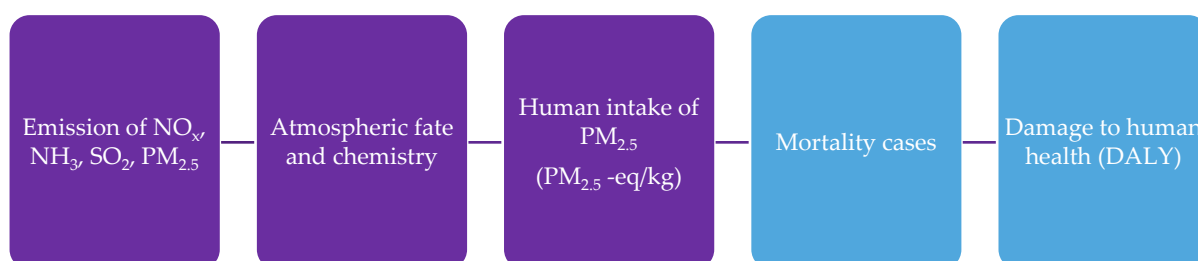 Emission of NOₓ,
NH₃, SO₂, PM₂.₅
Atmospheric fate
and chemistry
Human intake of
PM₂.₅
(PM₂.₅ -eq/kg)
Mortality cases
Damage to human
health (DALY)